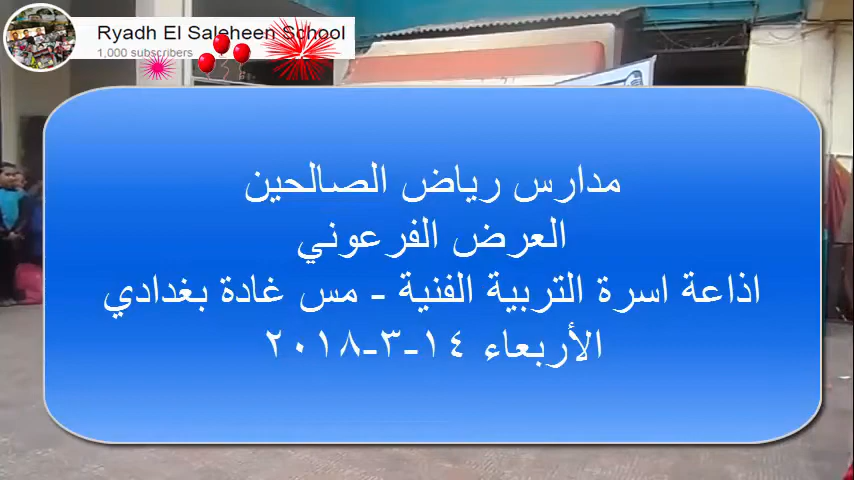 Ryadh El Saleheen School
1,000 subscribers
مدارس رياض الصالحين
العرض الفرعوني
اذاعة اسرة التربية الفنية - مس غادة بغدادي
الأربعاء ١٤-٣-٢٠١٨